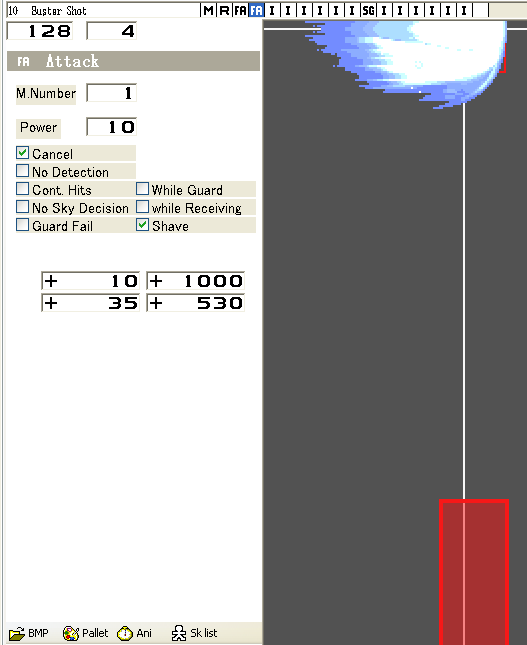 10 Buster Shot M R FA FA I I I I I I SG I I I I I I
128 4
FA Attack
M.Number 1
Power 10
Cancel
No Detection
Cont. Hits While Guard
No Sky Decision while Receiving
Guard Fail Shave
+ 10 + 1000
+ 35 + 530
BMP Pallet Ani Sk list